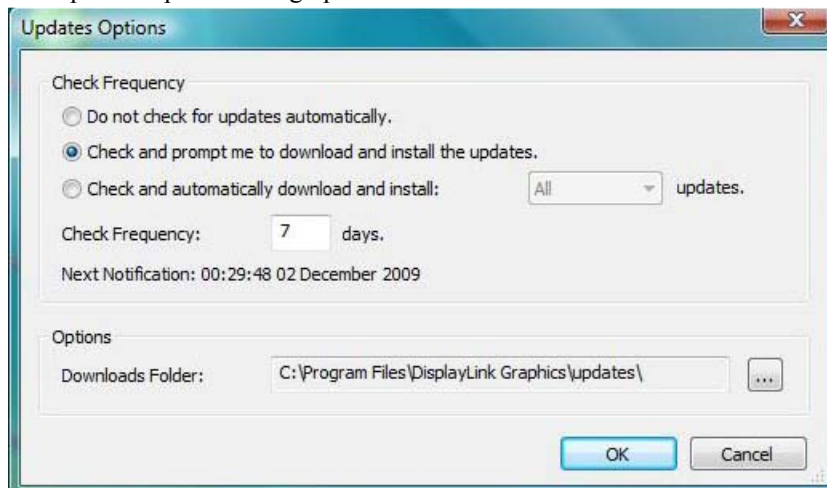 Updates Options
Check Frequency
Do not check for updates automatically.
Check and prompt me to download and install the updates.
Check and automatically download and install: All updates.
Check Frequency: 7 days.
Next Notification: 00:29:48 02 December 2009
Options
Downloads Folder: C:\Program Files\DisplayLink Graphics\updates\ ...
OK Cancel